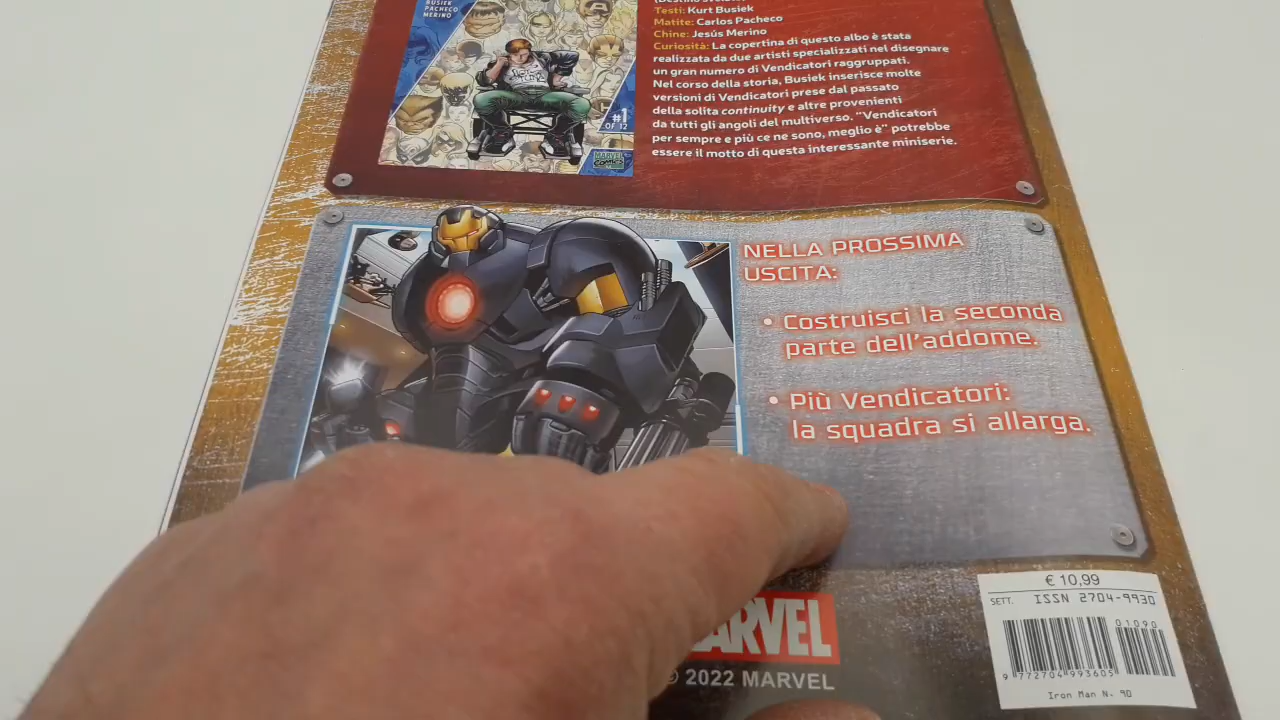 BUSIEK
PACHECO
MERINO
Testi: Kurt Busiek
Matite: Carlos Pacheco
Chine: Jesús Merino
Curiosità: La copertina di questo albo è stata
realizzata da due artisti specializzati nel disegnare
un gran numero di Vendicatori raggruppati.
Nel corso della storia, Busiek inserisce molte
versioni di Vendicatori prese dal passato
della solita continuity e altre provenienti
da tutti gli angoli del multiverso. "Vendicatori
per sempre e più ce ne sono, meglio è" potrebbe
essere il motto di questa interessante miniserie.
#1
OF 12
MARVEL
COMICS
NELLA PROSSIMA
USCITA:
• Costruisci la seconda
parte dell'addome.
• Più Vendicatori:
la squadra si allarga.
€ 10,99
SETT. ISSN 2704-9930
01090
9 772704 993605
Iron Man N. 90
MARVEL
© 2022 MARVEL